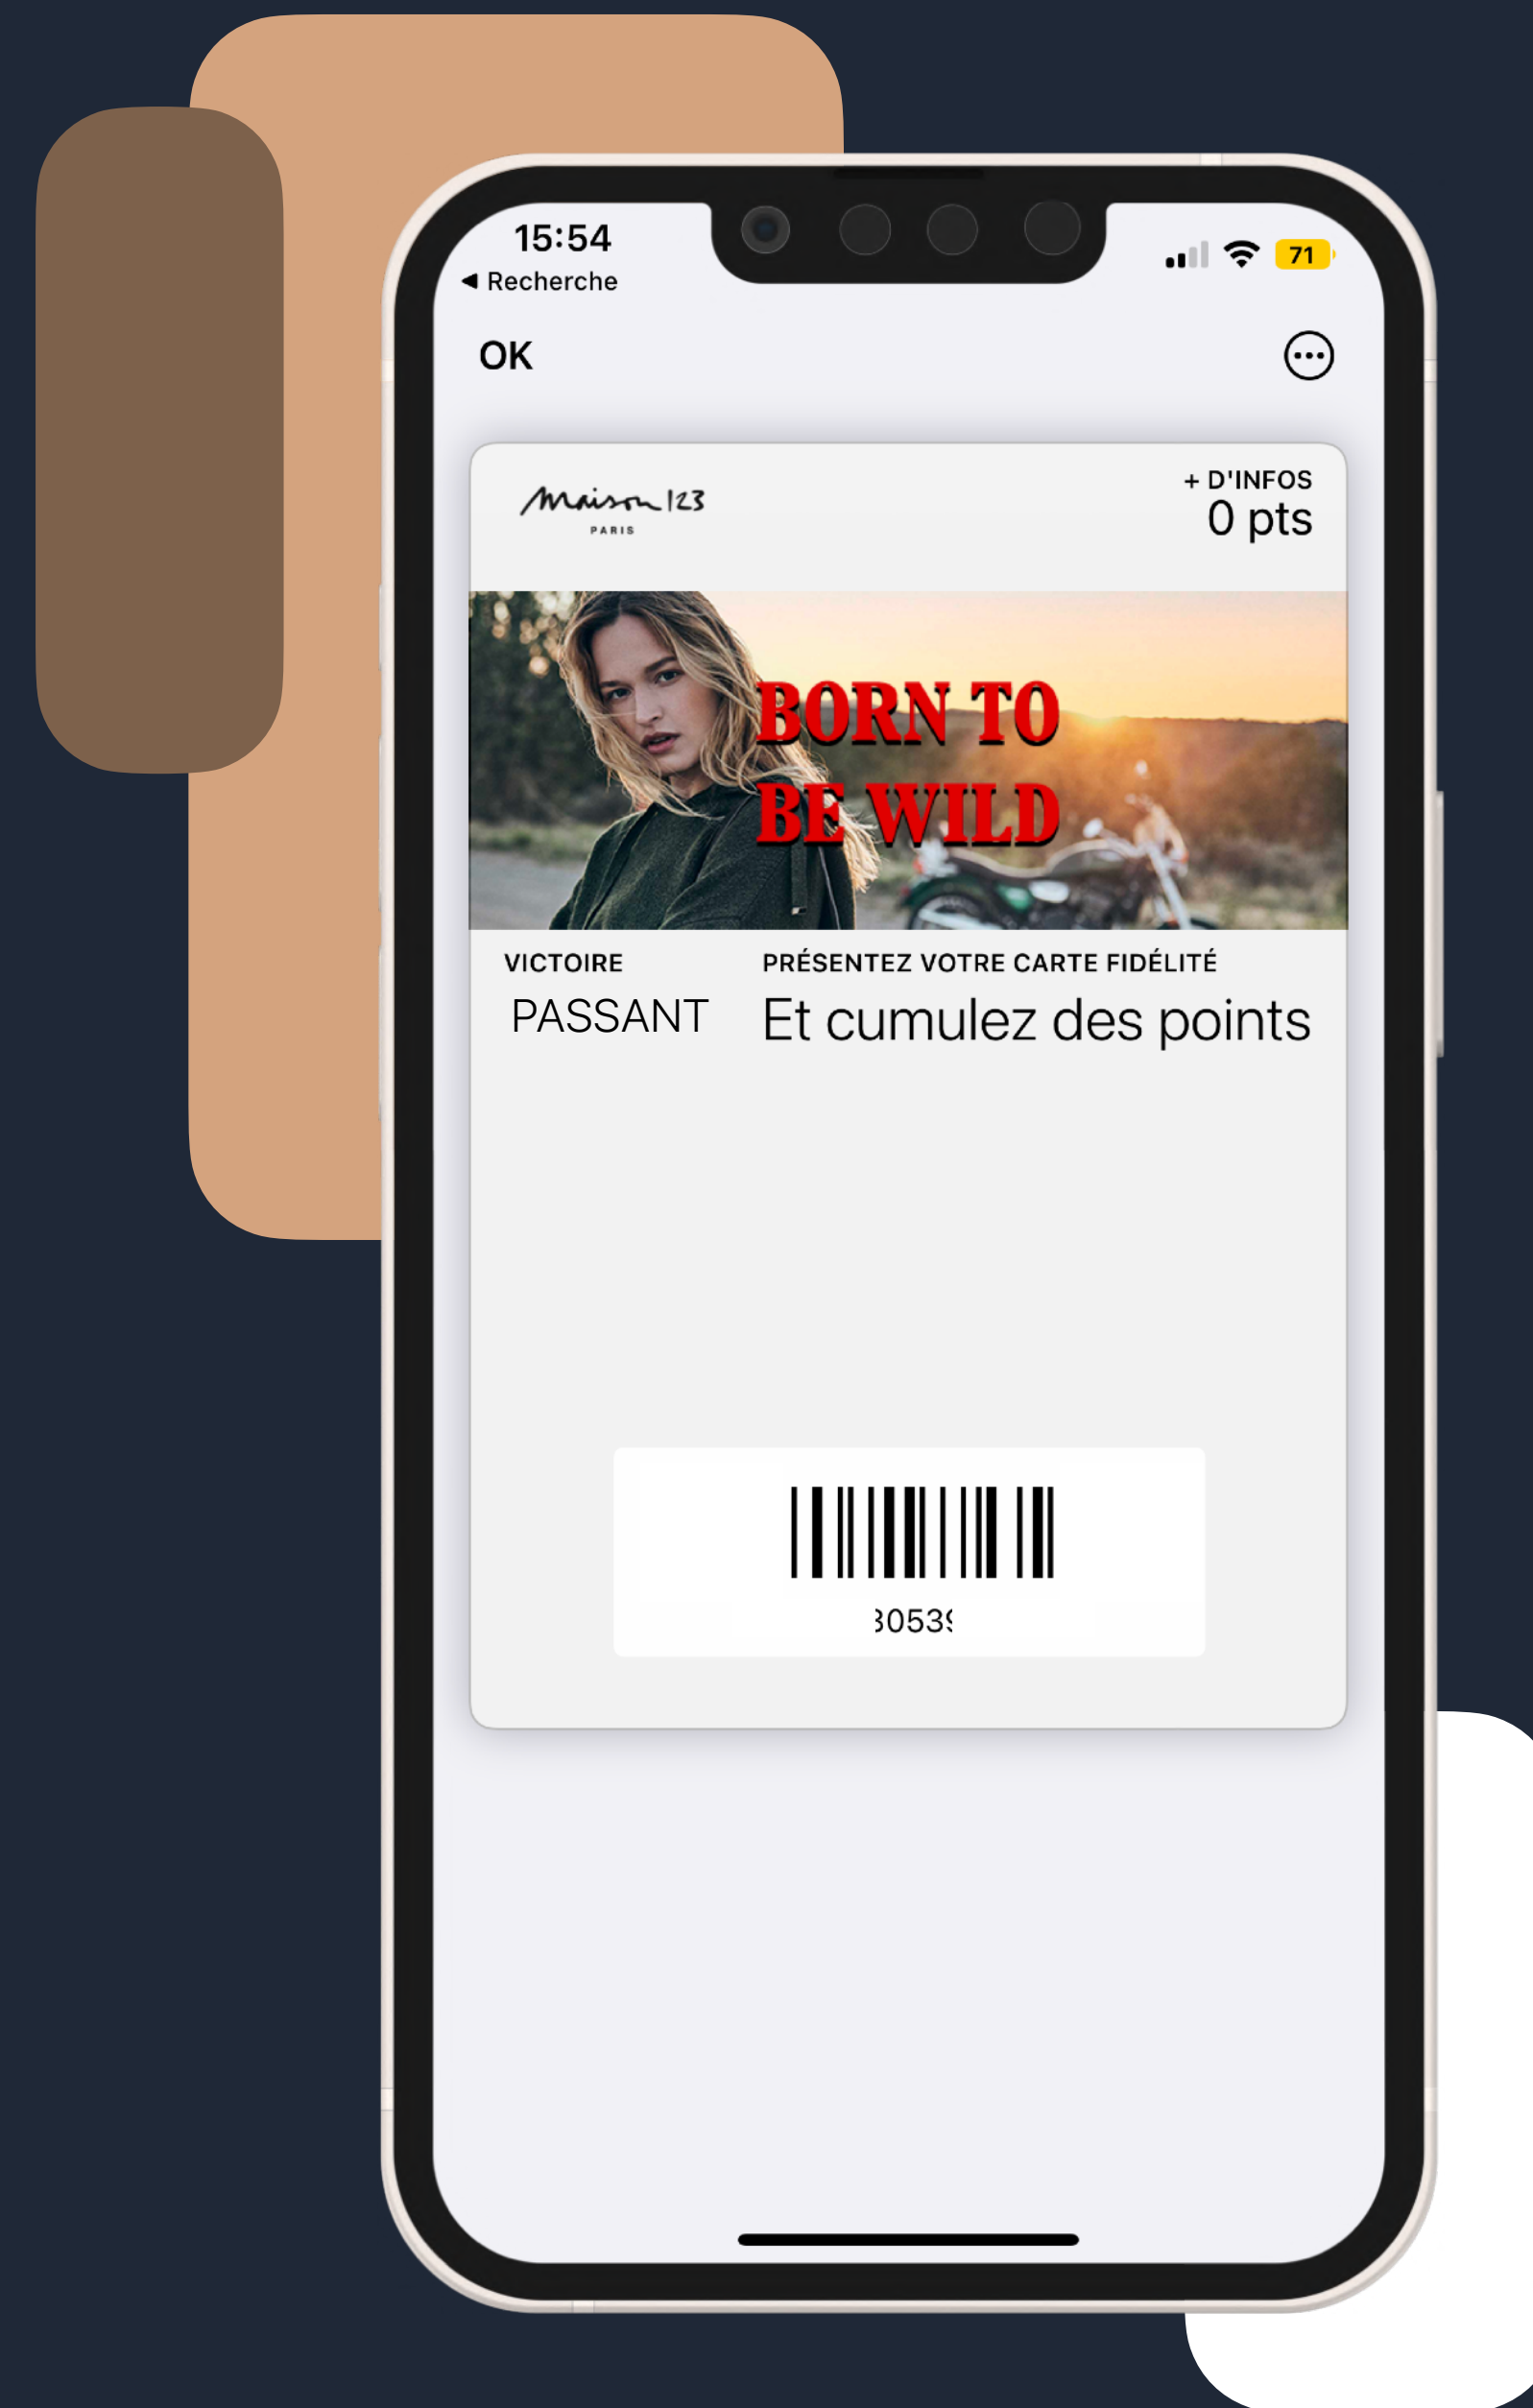 15:54
◀ Recherche
71
OK
Maison 123
PARIS
+ D'INFOS
0 pts
BORN TO
BE WILD
VICTOIRE
PASSANT
PRÉSENTEZ VOTRE CARTE FIDÉLITÉ
Et cumulez des points
30539